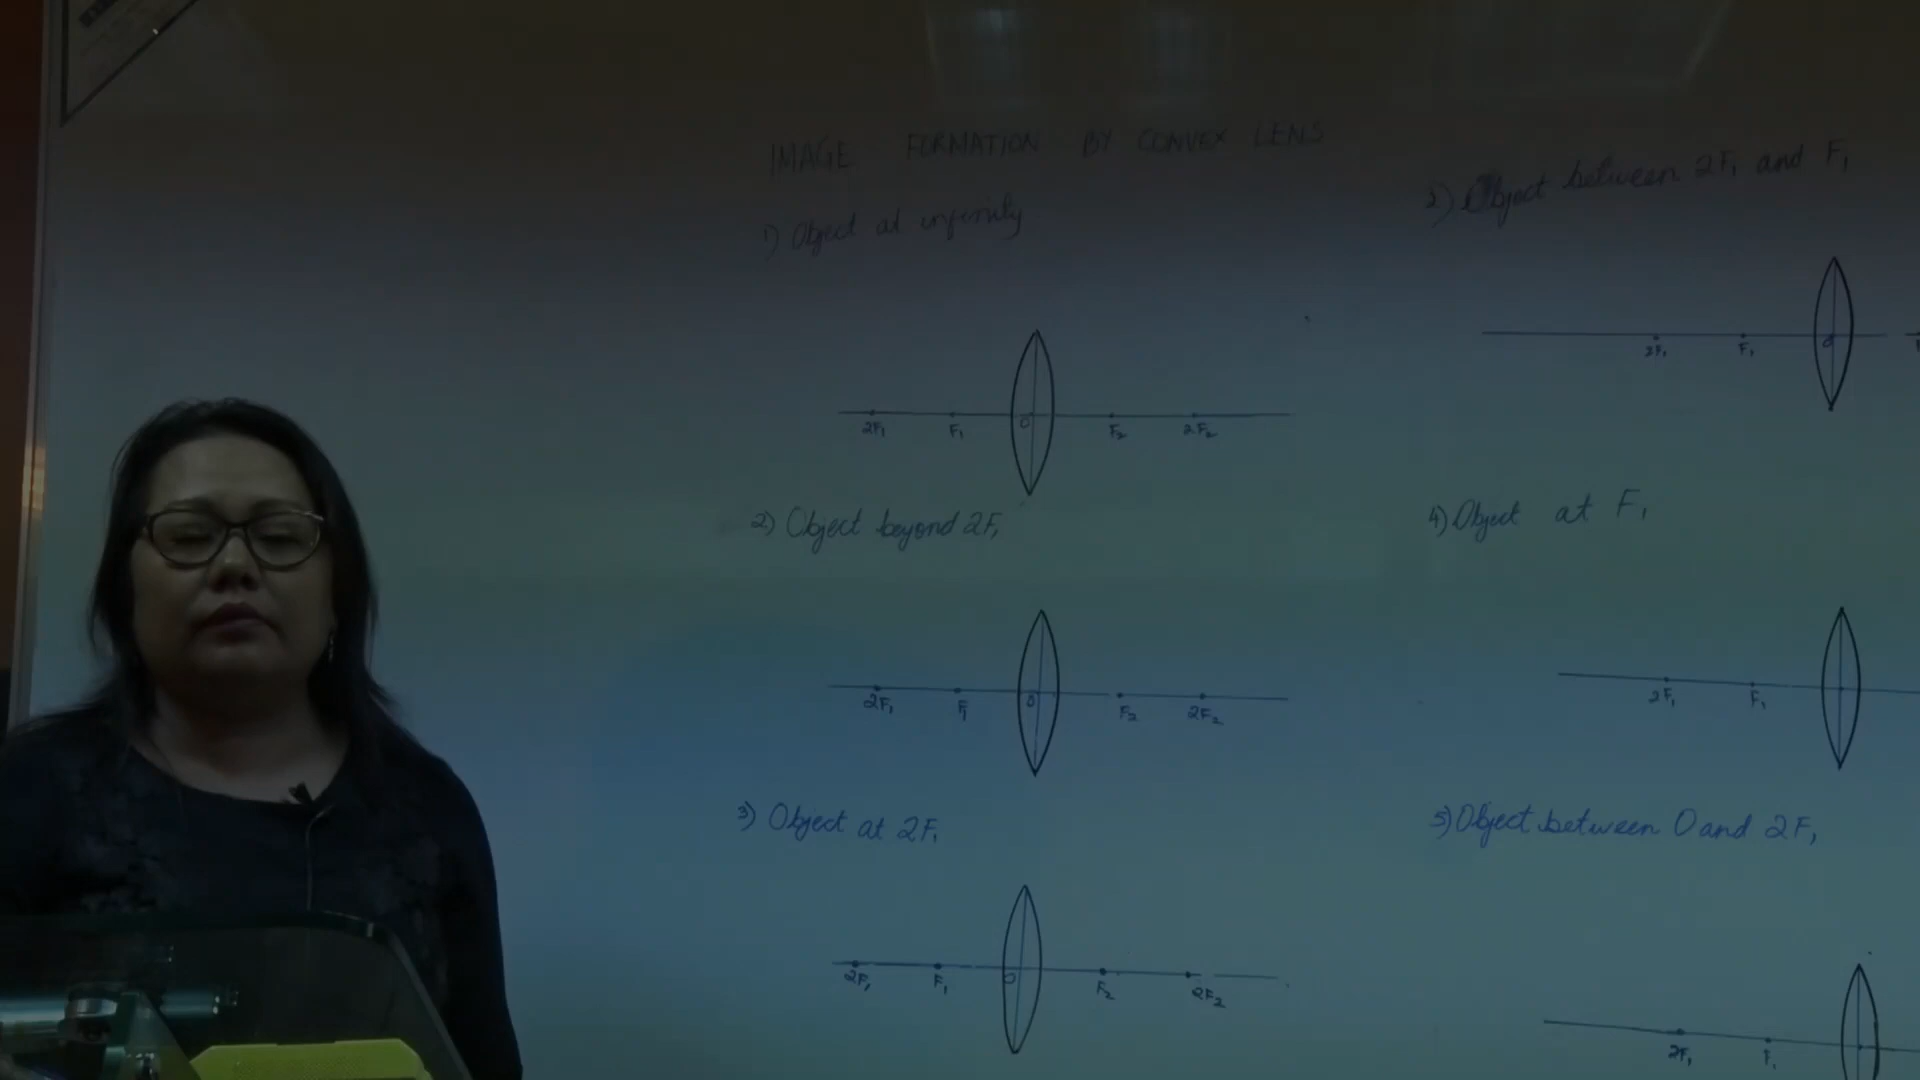 IMAGE FORMATION BY CONVEX LENS
1) Object at infinity
2F₁ F₁ O F₂ 2F₂
2) Object beyond 2F₁
2F₁ F₁ O F₂ 2F₂
3) Object at 2F₁
2F₁ F₁ O F₂ 2F₂
Object between 2F₁ and F₁
2F₁ F₁ O
4) Object at F₁
2F₁ F₁
5) Object between O and 2F₁
2F₁ F₁